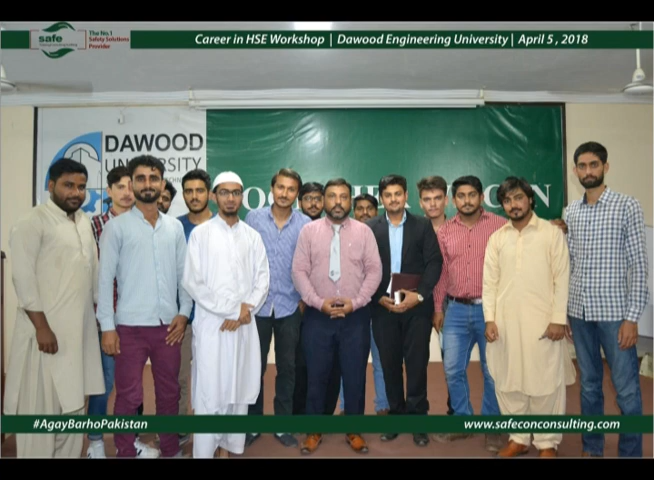 safe
The No.1
Safety Solutions
Provider
Career in HSE Workshop | Dawood Engineering University | April 5 , 2018
DAWOOD
UNIVERSITY
#AgayBarhoPakistan
www.safeconconsulting.com